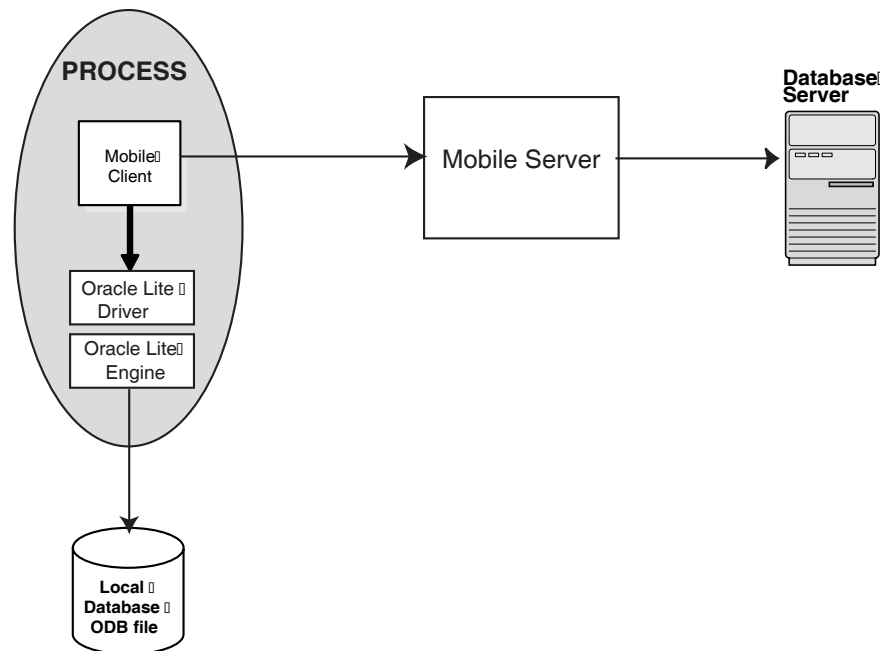 PROCESS
Mobile
Client
Oracle Lite
Driver
Oracle Lite
Engine
Local
Database
ODB file
Mobile Server
Database
Server